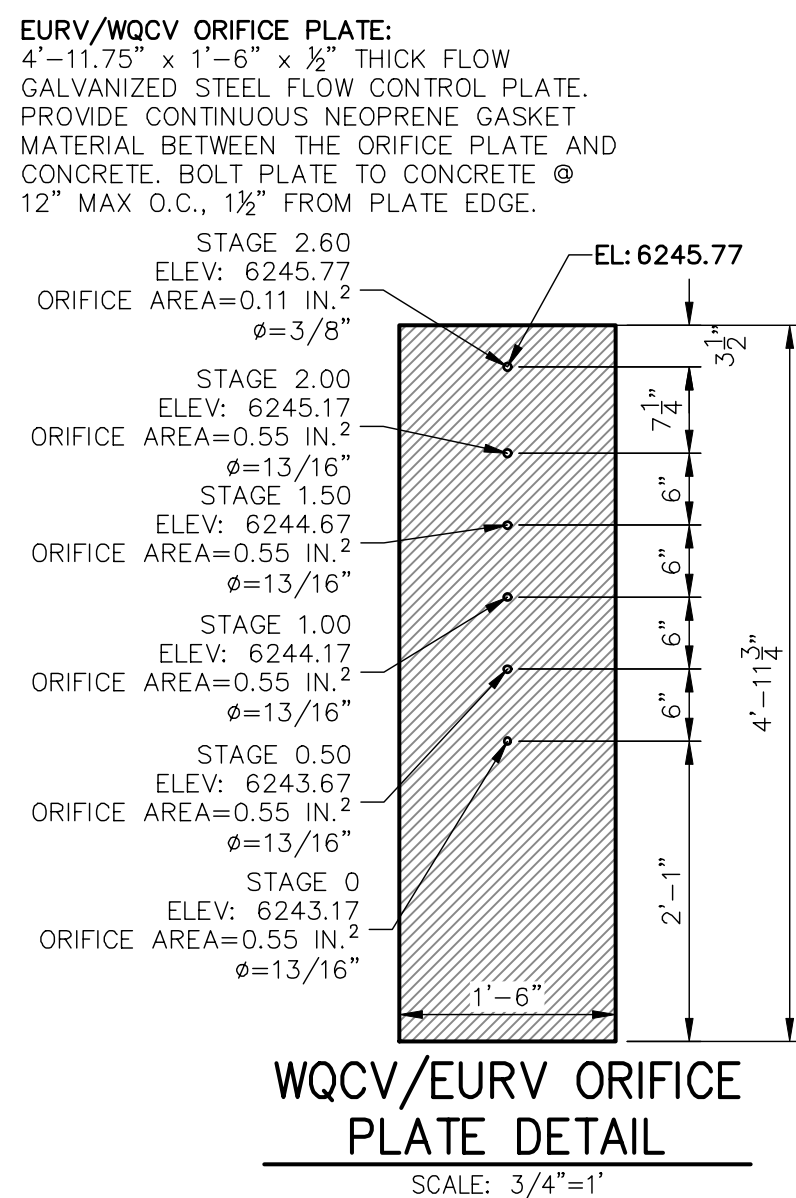 EURV/WQCV ORIFICE PLATE:
4'-11.75" x 1'-6" x ½" THICK FLOW
GALVANIZED STEEL FLOW CONTROL PLATE.
PROVIDE CONTINUOUS NEOPRENE GASKET
MATERIAL BETWEEN THE ORIFICE PLATE AND
CONCRETE. BOLT PLATE TO CONCRETE @
12" MAX O.C., 1½" FROM PLATE EDGE.
STAGE 2.60
ELEV: 6245.77
ORIFICE AREA=0.11 IN.²
ø=3/8"
EL: 6245.77
STAGE 2.00
ELEV: 6245.17
ORIFICE AREA=0.55 IN.²
ø=13/16"
STAGE 1.50
ELEV: 6244.67
ORIFICE AREA=0.55 IN.²
ø=13/16"
STAGE 1.00
ELEV: 6244.17
ORIFICE AREA=0.55 IN.²
ø=13/16"
STAGE 0.50
ELEV: 6243.67
ORIFICE AREA=0.55 IN.²
ø=13/16"
STAGE 0
ELEV: 6243.17
ORIFICE AREA=0.55 IN.²
ø=13/16"
3 1/2"
7 1/4"
6"
6"
6"
6"
2'-1"
4'-11 3/4"
1'-6"
WQCV/EURV ORIFICE
PLATE DETAIL
SCALE: 3/4"=1'